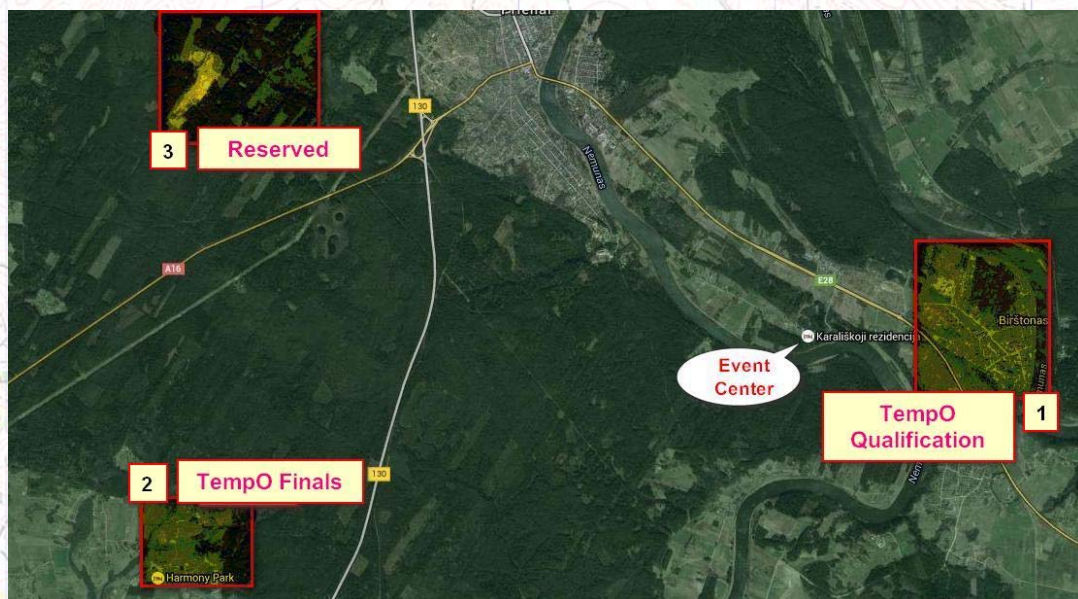 130
3
Reserved
Nemunas
A16
E28
Birštonas
Karališkoji rezidencija
Event
Center
TempO
Qualification
1
2
TempO Finals
130
Harmony Park